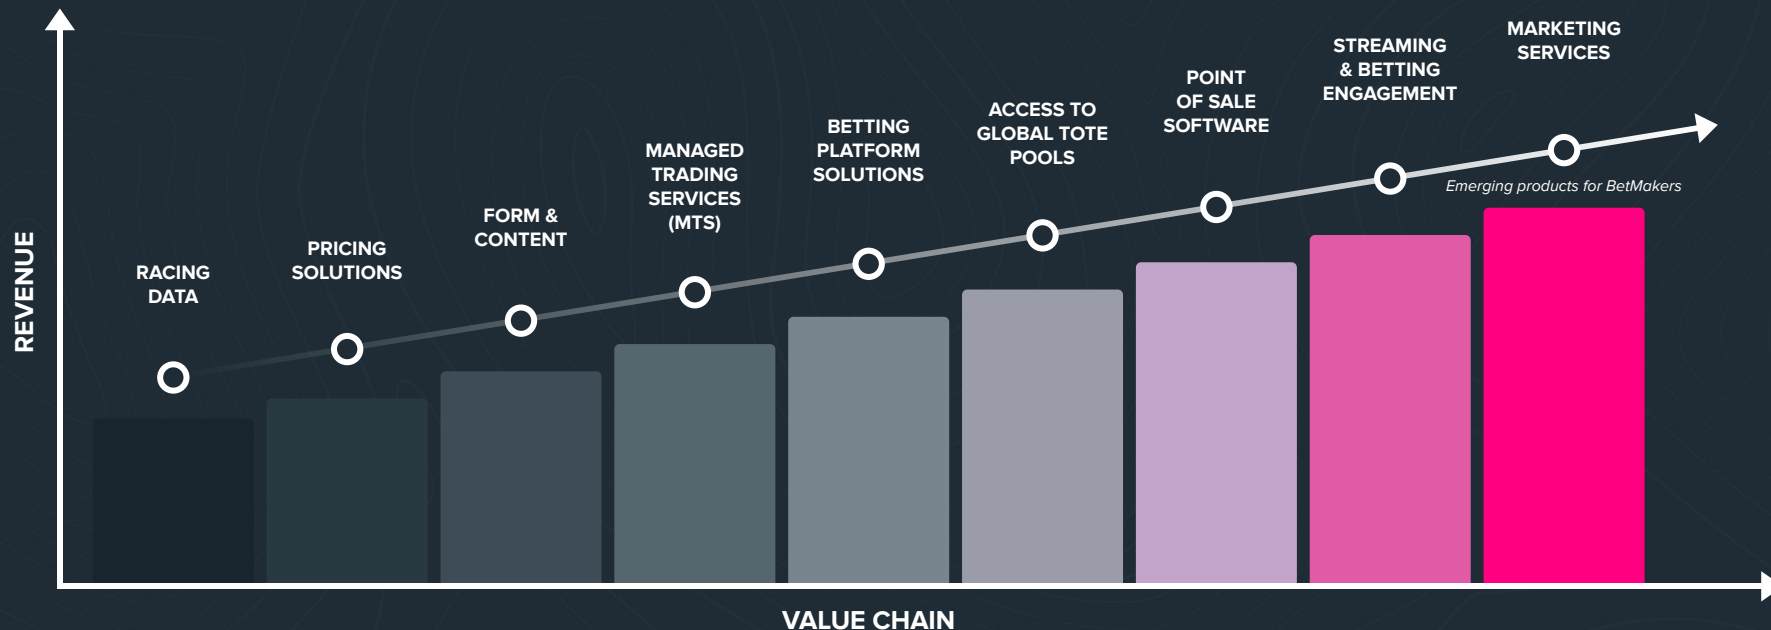 REVENUE
RACING
DATA
PRICING
SOLUTIONS
FORM &
CONTENT
MANAGED
TRADING
SERVICES
(MTS)
BETTING
PLATFORM
SOLUTIONS
ACCESS TO
GLOBAL TOTE
POOLS
POINT
OF SALE
SOFTWARE
STREAMING
& BETTING
ENGAGEMENT
MARKETING
SERVICES
Emerging products for BetMakers
VALUE CHAIN